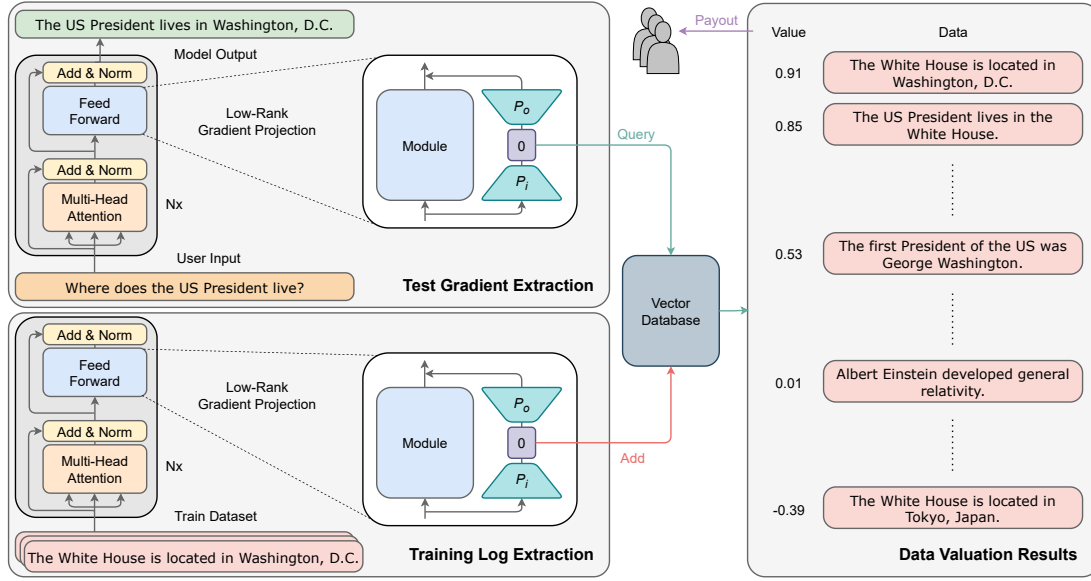 The US President lives in Washington, D.C.
Model Output
Add & Norm
Feed
Forward
Add & Norm
Multi-Head
Attention
Nx
User Input
Where does the US President live?
Low-Rank
Gradient Projection
Module
Pₒ
0
Pᵢ
Test Gradient Extraction
Add & Norm
Feed
Forward
Add & Norm
Multi-Head
Attention
Nx
Train Dataset
The White House is located in Washington, D.C.
Low-Rank
Gradient Projection
Module
Pₒ
0
Pᵢ
Training Log Extraction
Query
Add
Vector
Database
Payout
Value
Data
0.91
The White House is located in
Washington, D.C.
0.85
The US President lives in the
White House.
0.53
The first President of the US was
George Washington.
0.01
Albert Einstein developed general
relativity.
-0.39
The White House is located in
Tokyo, Japan.
Data Valuation Results